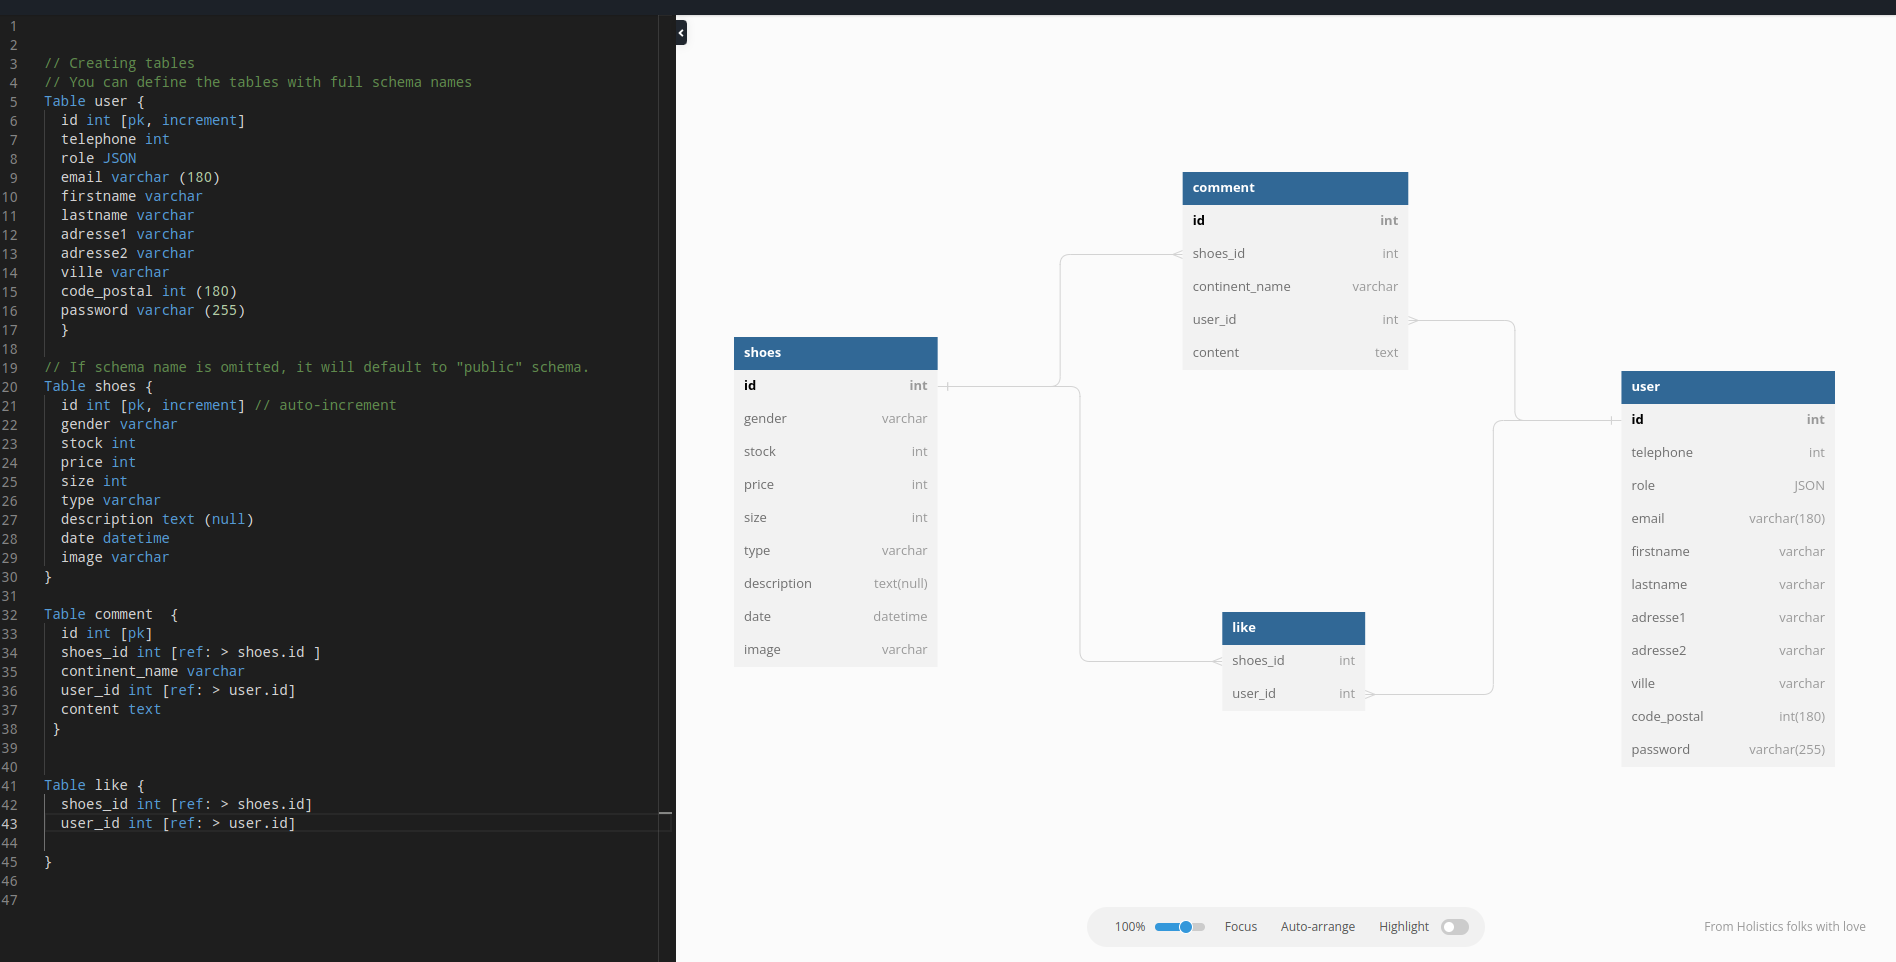 1
2
3 // Creating tables
4 // You can define the tables with full schema names
5 Table user {
6 id int [pk, increment]
7 telephone int
8 role JSON
9 email varchar (180)
10 firstname varchar
11 lastname varchar
12 adresse1 varchar
13 adresse2 varchar
14 ville varchar
15 code_postal int (180)
16 password varchar (255)
17 }
18
19 // If schema name is omitted, it will default to "public" schema.
20 Table shoes {
21 id int [pk, increment] // auto-increment
22 gender varchar
23 stock int
24 price int
25 size int
26 type varchar
27 description text (null)
28 date datetime
29 image varchar
30 }
31
32 Table comment  {
33 id int [pk]
34 shoes_id int [ref: > shoes.id ]
35 continent_name varchar
36 user_id int [ref: > user.id]
37 content text
38 }
39
40
41 Table like {
42 shoes_id int [ref: > shoes.id]
43 user_id int [ref: > user.id]
44
45 }
46
47
comment
id int
shoes_id int
continent_name varchar
user_id int
content text
shoes
id int
gender varchar
stock int
price int
size int
type varchar
description text(null)
date datetime
image varchar
like
shoes_id int
user_id int
user
id int
telephone int
role JSON
email varchar(180)
firstname varchar
lastname varchar
adresse1 varchar
adresse2 varchar
ville varchar
code_postal int(180)
password varchar(255)
100% Focus Auto-arrange Highlight
From Holistics folks with love